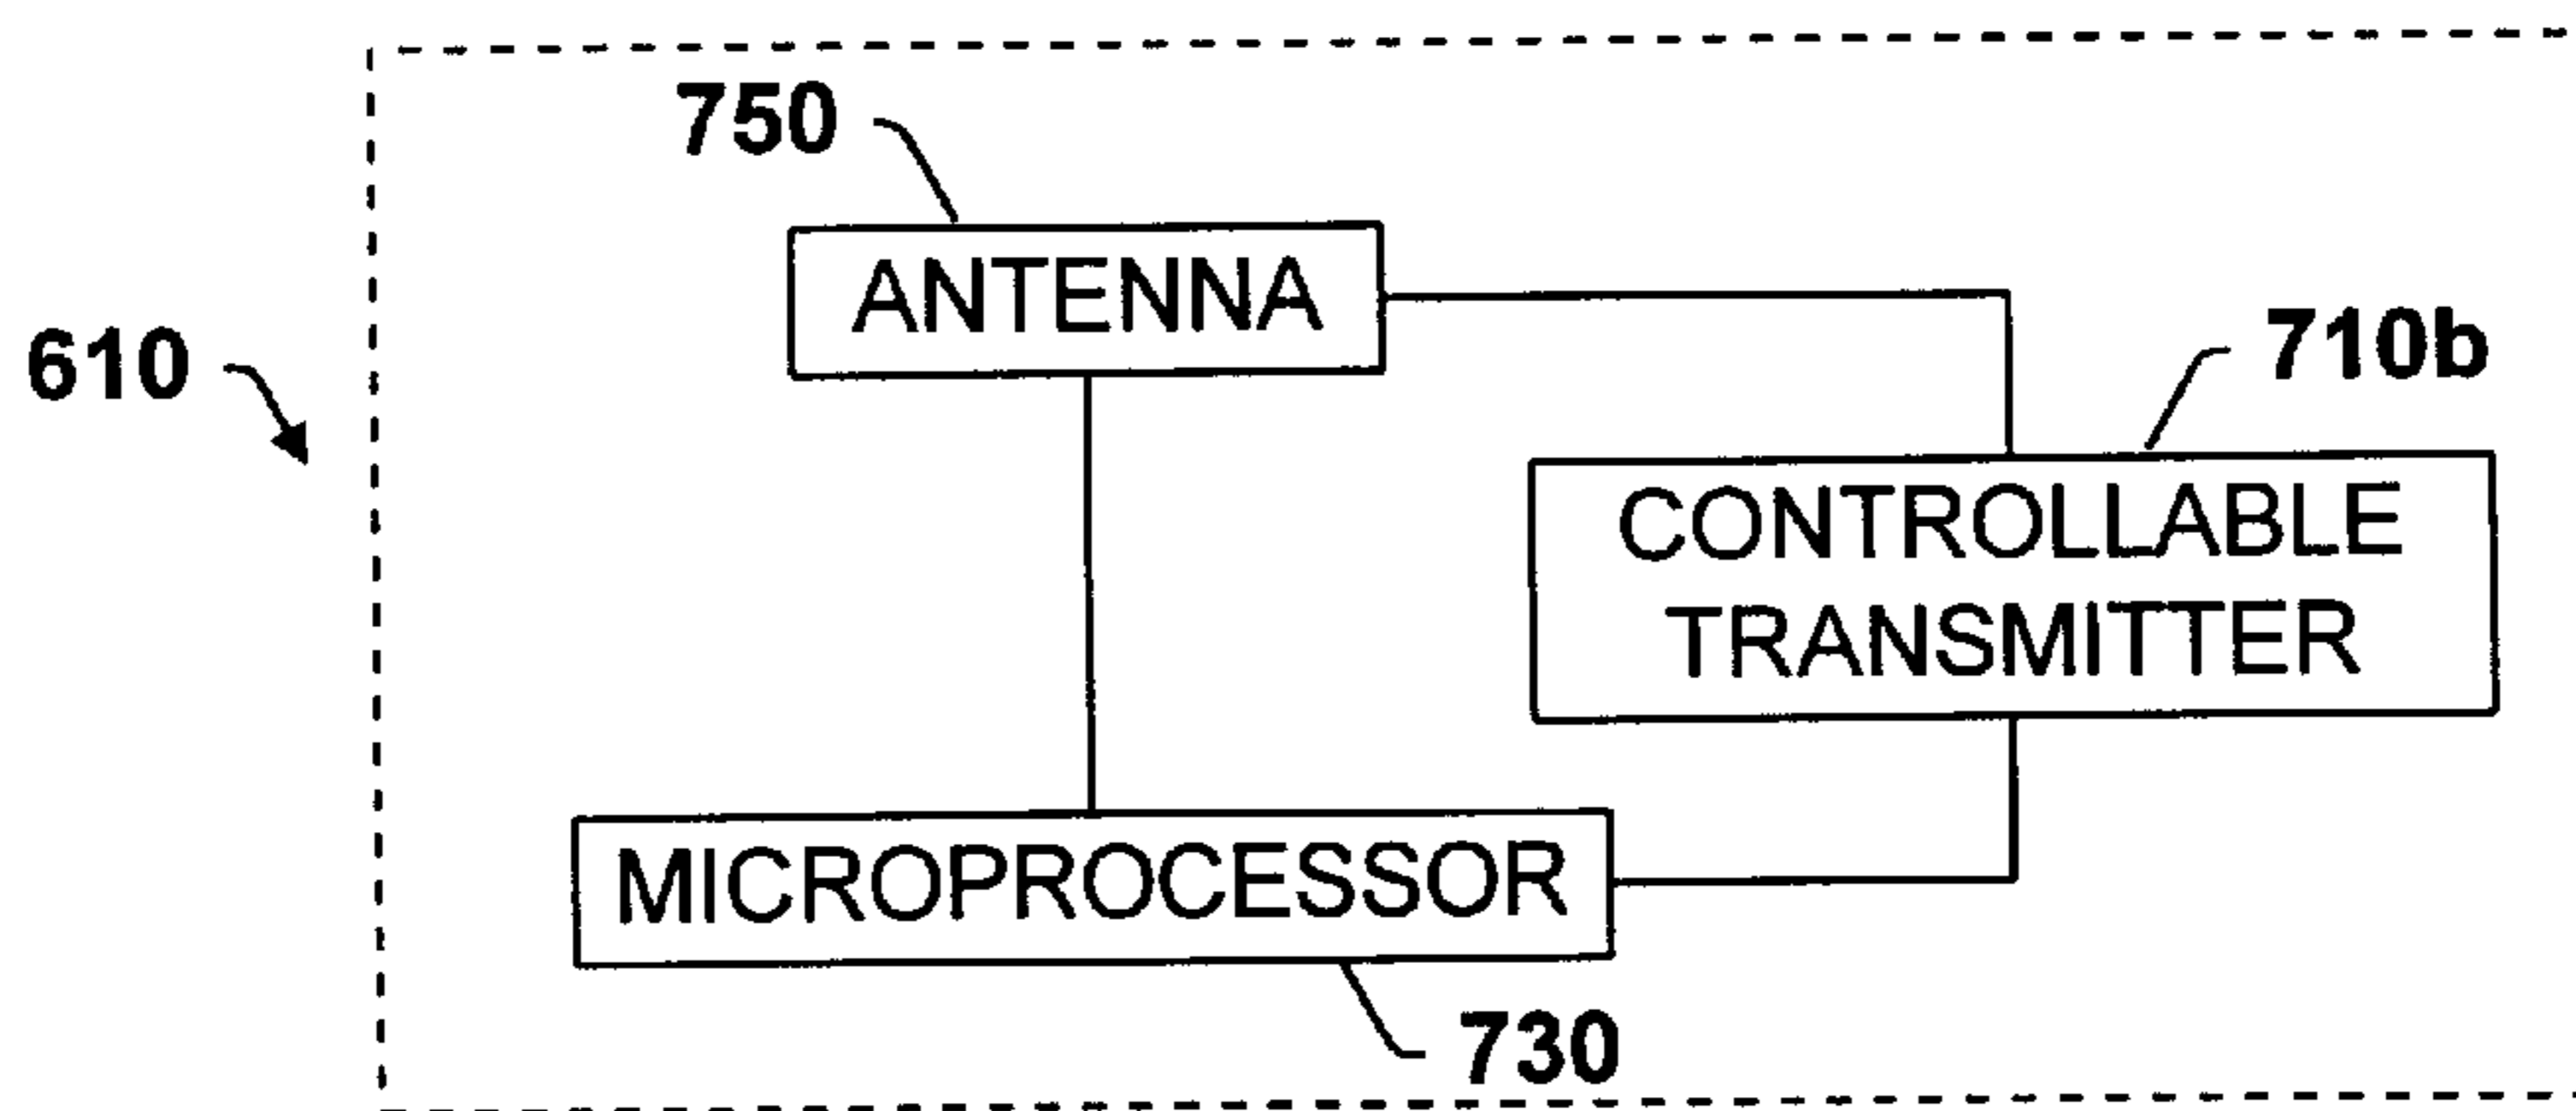 750
ANTENNA
610
710b
CONTROLLABLE
TRANSMITTER
MICROPROCESSOR
730